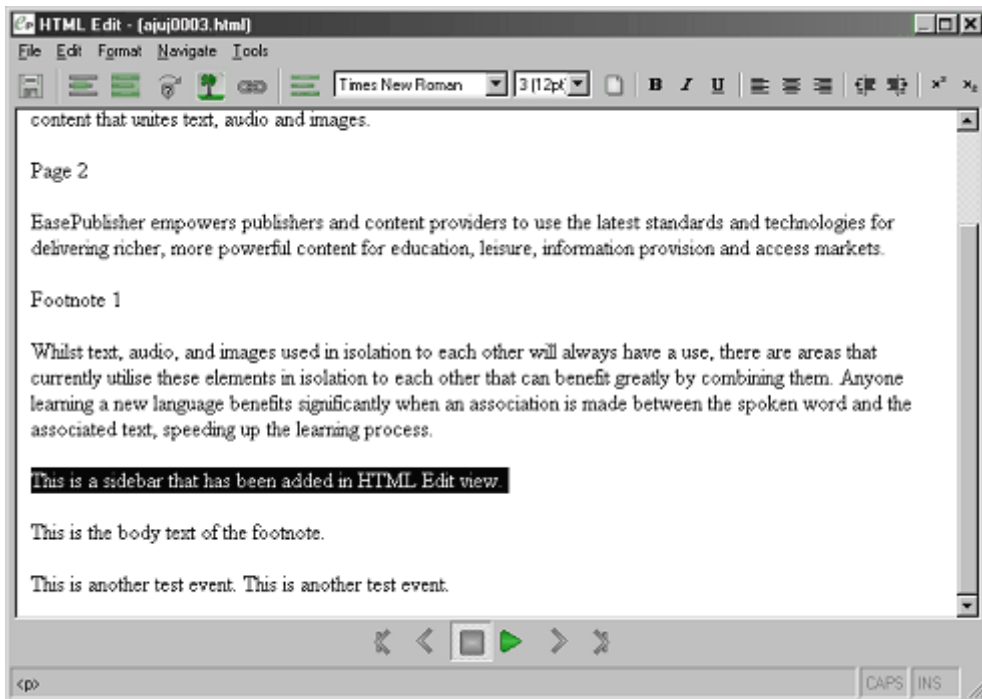 HTML Edit - (ajuj0003.html)
File Edit Format Navigate Tools
Times New Roman 3 (12pt) B I U x² x₂
content that unites text, audio and images.
Page 2
EasePublisher empowers publishers and content providers to use the latest standards and technologies for
delivering richer, more powerful content for education, leisure, information provision and access markets.
Footnote 1
Whilst text, audio, and images used in isolation to each other will always have a use, there are areas that
currently utilise these elements in isolation to each other that can benefit greatly by combining them. Anyone
learning a new language benefits significantly when an association is made between the spoken word and the
associated text, speeding up the learning process.
This is a sidebar that has been added in HTML Edit view.
This is the body text of the footnote.
This is another test event. This is another test event.
<p> CAPS INS